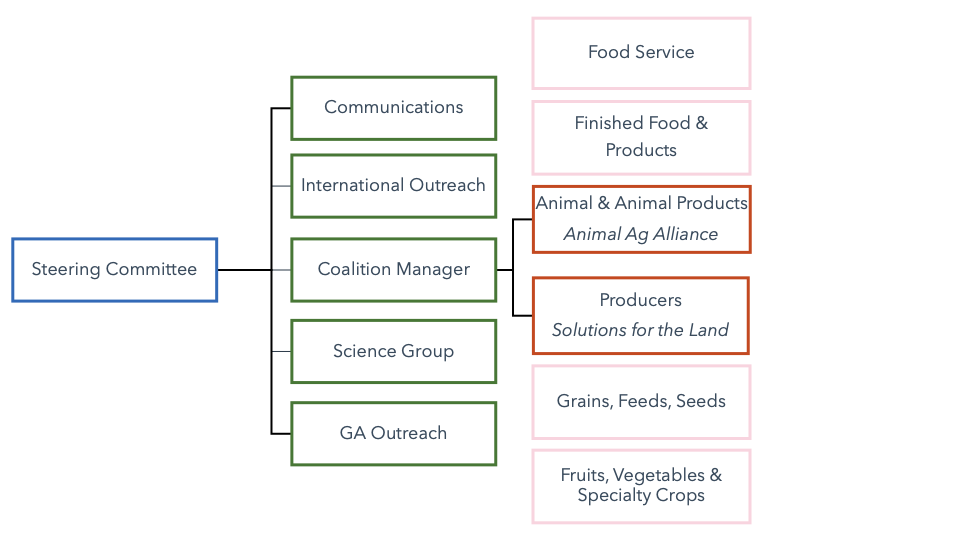 Steering Committee
Communications
International Outreach
Coalition Manager
Science Group
GA Outreach
Food Service
Finished Food &
Products
Animal & Animal Products
Animal Ag Alliance
Producers
Solutions for the Land
Grains, Feeds, Seeds
Fruits, Vegetables &
Specialty Crops